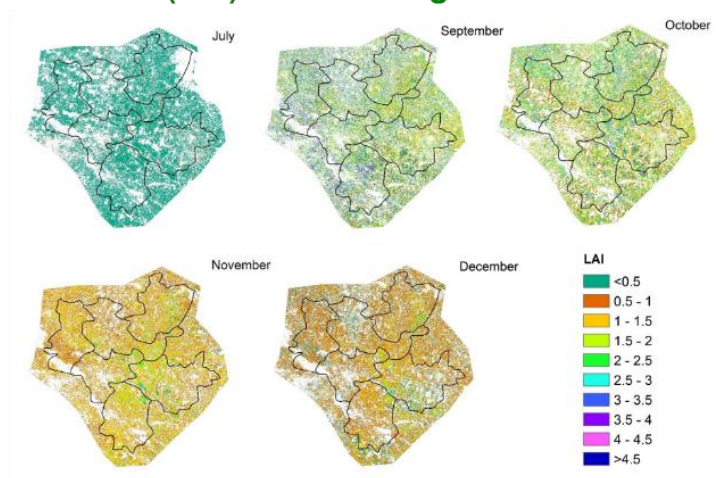 July
September
October
November
December
LAI
<0.5
0.5 - 1
1 - 1.5
1.5 - 2
2 - 2.5
2.5 - 3
3 - 3.5
3.5 - 4
4 - 4.5
>4.5